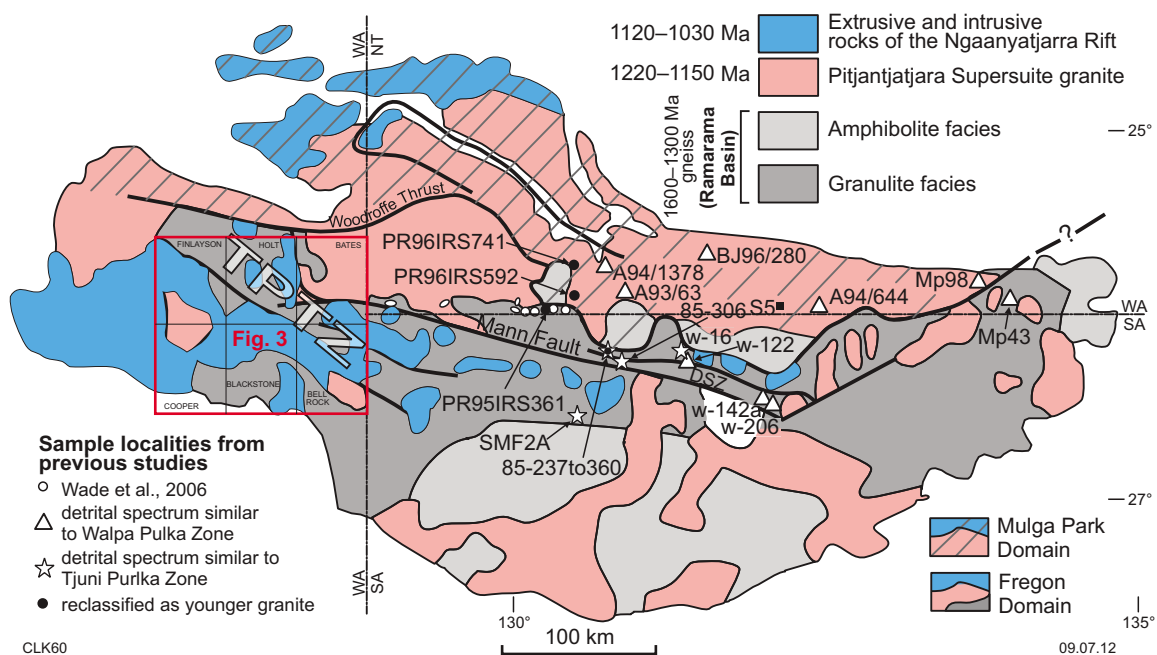 1120–1030 Ma
Extrusive and intrusive
rocks of the Ngaanyatjarra Rift
1220–1150 Ma
Pitjantjatjara Supersuite granite
1600–1300 Ma
gneiss
(Ramarama
Basin)
Amphibolite facies
Granulite facies
25°
WA
NT
Woodroffe Thrust
FINLAYSON
HOLT
BATES
TPTZ
Fig. 3
BLACKSTONE
BELL
ROCK
COOPER
PR96IRS741
PR96IRS592
A94/1378
A93/63
BJ96/280
85-306
S5
A94/644
Mp98
?
WA
SA
Mp43
Mann Fault
w-16
w-122
DSZ
PR95IRS361
w-142a
w-206
SMF2A
85-237to360
27°
Sample localities from
previous studies
Wade et al., 2006
detrital spectrum similar
to Walpa Pulka Zone
detrital spectrum similar to
Tjuni Purlka Zone
reclassified as younger granite
WA
SA
Mulga Park
Domain
Fregon
Domain
130°
135°
100 km
CLK60
09.07.12